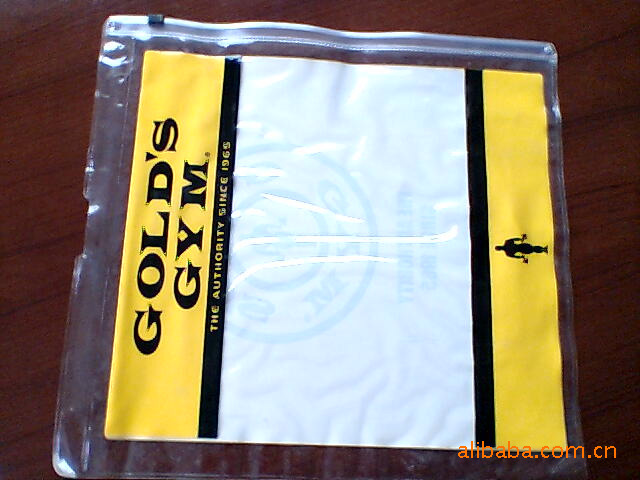 GOLD'S
GYM
THE AUTHORITY SINCE 1965
alibaba.com.cn